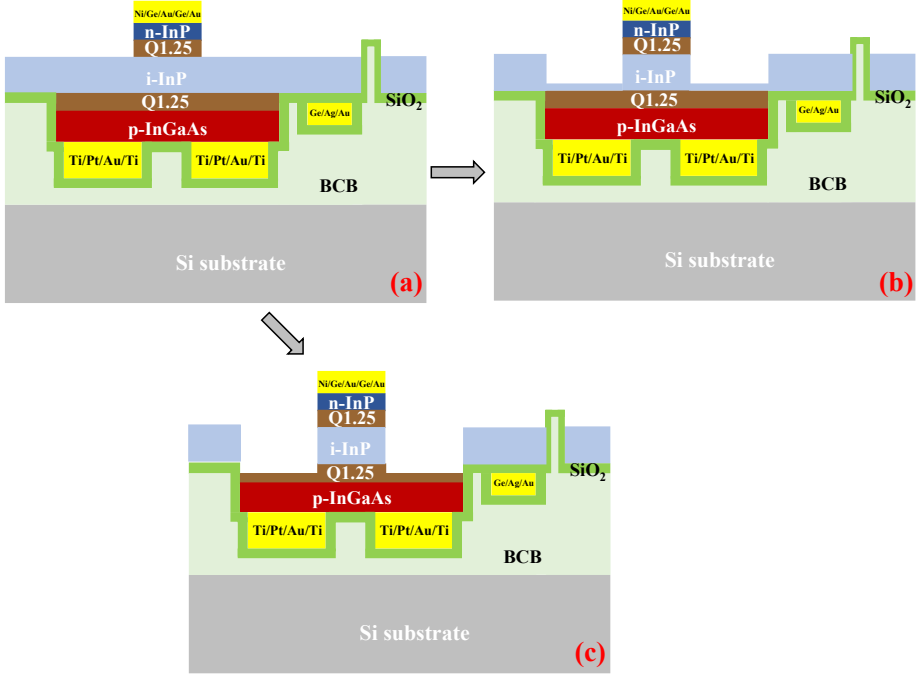 Ni/Ge/Au/Ge/Au
n-InP
Q1.25
i-InP
Q1.25
SiO2
p-InGaAs
Ge/Ag/Au
Ti/Pt/Au/Ti
Ti/Pt/Au/Ti
BCB
Si substrate
(a)
Ni/Ge/Au/Ge/Au
n-InP
Q1.25
i-InP
Q1.25
SiO2
p-InGaAs
Ge/Ag/Au
Ti/Pt/Au/Ti
Ti/Pt/Au/Ti
BCB
Si substrate
(b)
Ni/Ge/Au/Ge/Au
n-InP
Q1.25
i-InP
Q1.25
SiO2
p-InGaAs
Ge/Ag/Au
Ti/Pt/Au/Ti
Ti/Pt/Au/Ti
BCB
Si substrate
(c)